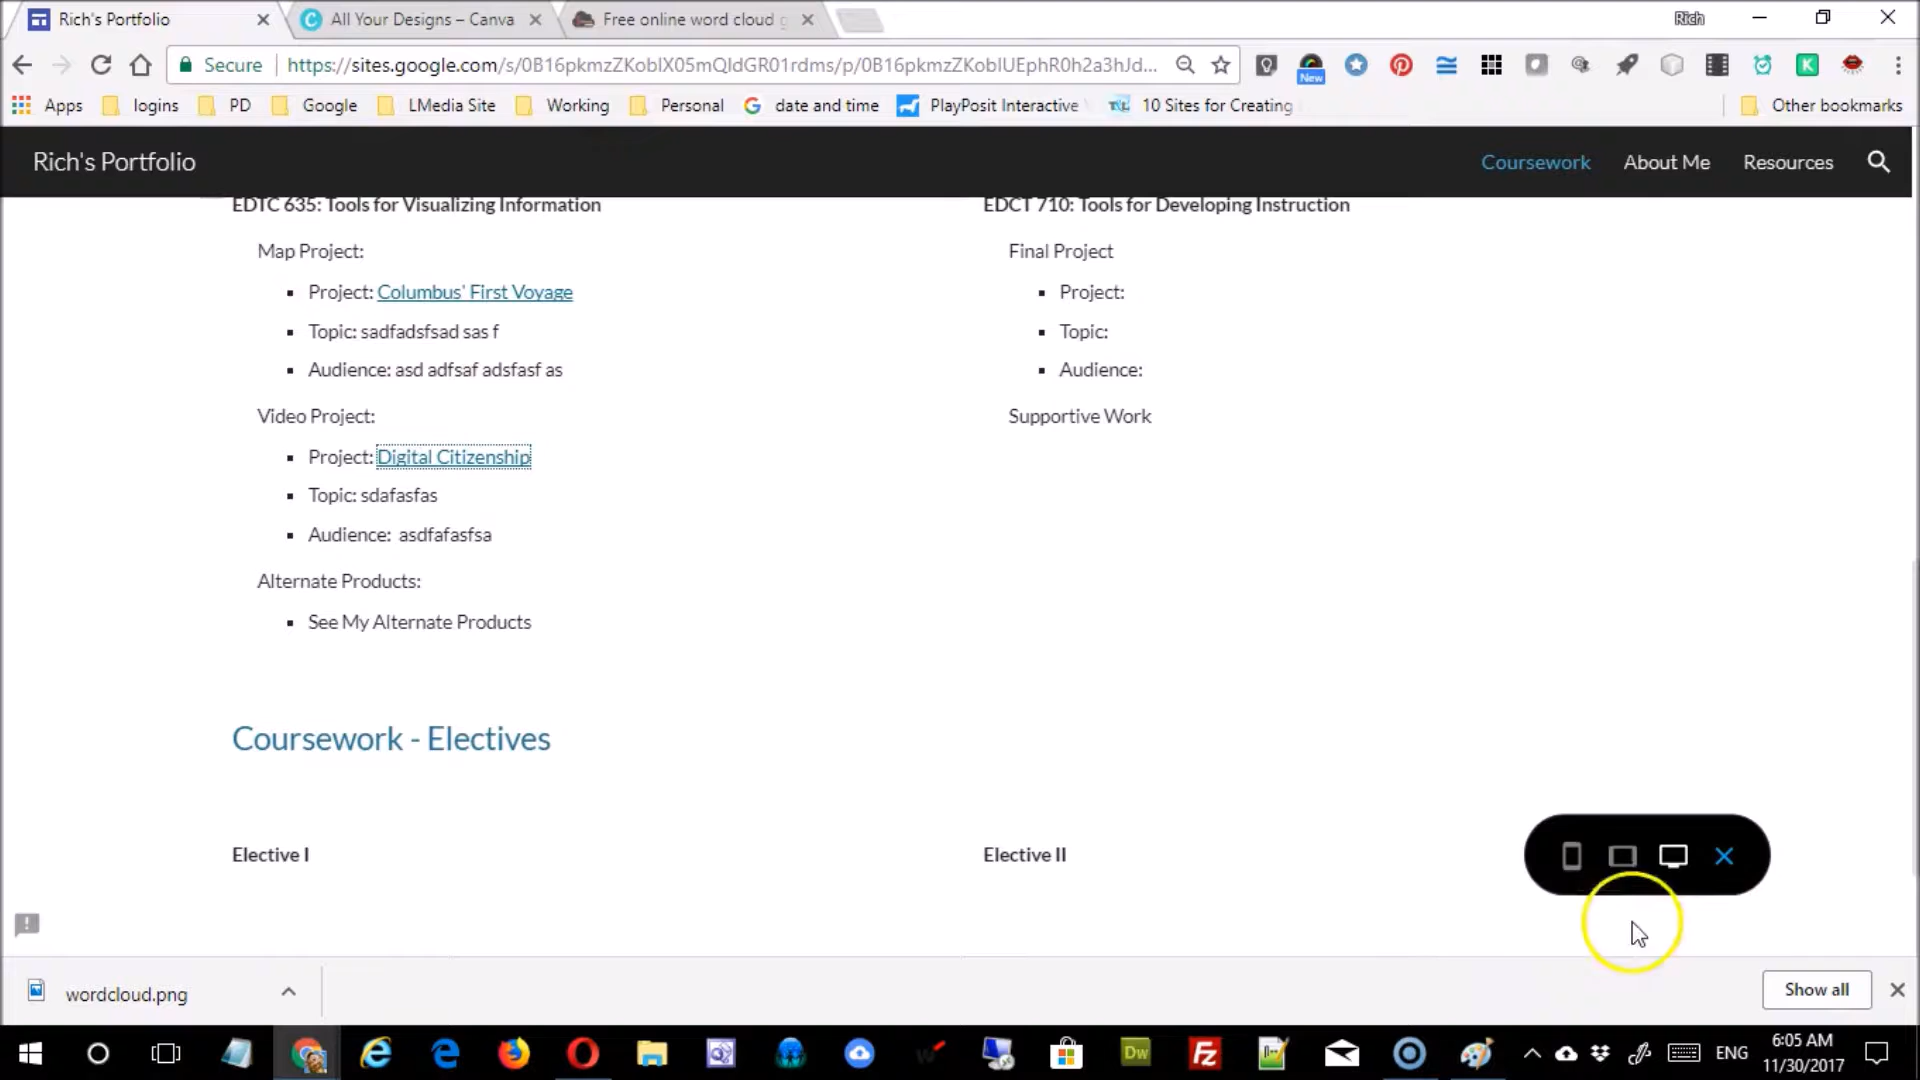 Rich's Portfolio
All Your Designs – Canva
Free online word cloud g
Rich
Secure
https://sites.google.com/s/0B16pkmzZKoblX05mQldGR01rdms/p/0B16pkmzZKoblUEphR0h2a3hJd...
New
Apps
logins
PD
Google
LMedia Site
Working
Personal
date and time
PlayPosit Interactive
10 Sites for Creating
Other bookmarks
Rich's Portfolio
Coursework
About Me
Resources
EDTC 635: Tools for Visualizing Information
Map Project:
Project: Columbus' First Voyage
Topic: sadfadsfsad sas f
Audience: asd adfsaf adsfasf as
Video Project:
Project: Digital Citizenship
Topic: sdafasfas
Audience: asdfafasfsa
Alternate Products:
See My Alternate Products
EDCT 710: Tools for Developing Instruction
Final Project
Project:
Topic:
Audience:
Supportive Work
Coursework - Electives
Elective I
Elective II
wordcloud.png
Show all
Dw
Fz
ENG
6:05 AM
11/30/2017